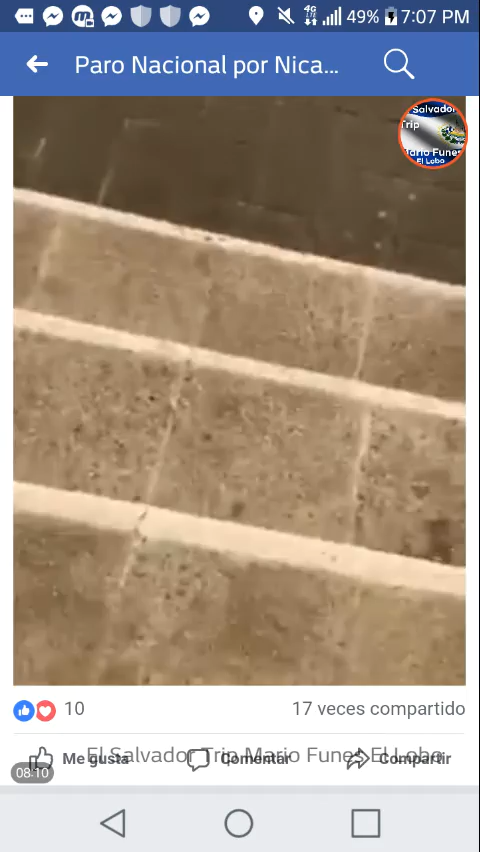 4G
49% 7:07 PM
Paro Nacional por Nica...
Salvador
Trip
Mario Funes
El Lobo
10
17 veces compartido
Me gusta
Comentar
Compartir
El Salvador Trip Mario Funes El Lobo
08:10